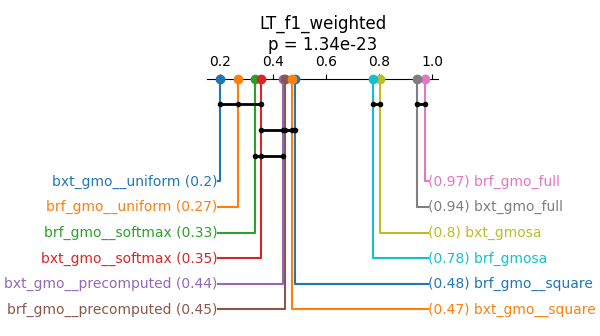 LT_f1_weighted
p = 1.34e-23
0.2 0.4 0.6 0.8 1.0
bxt_gmo__uniform (0.2) (0.97) brf_gmo_full
brf_gmo__uniform (0.27) (0.94) bxt_gmo_full
brf_gmo__softmax (0.33) (0.8) bxt_gmosa
bxt_gmo__softmax (0.35) (0.78) brf_gmosa
bxt_gmo__precomputed (0.44) (0.48) brf_gmo__square
brf_gmo__precomputed (0.45) (0.47) bxt_gmo__square